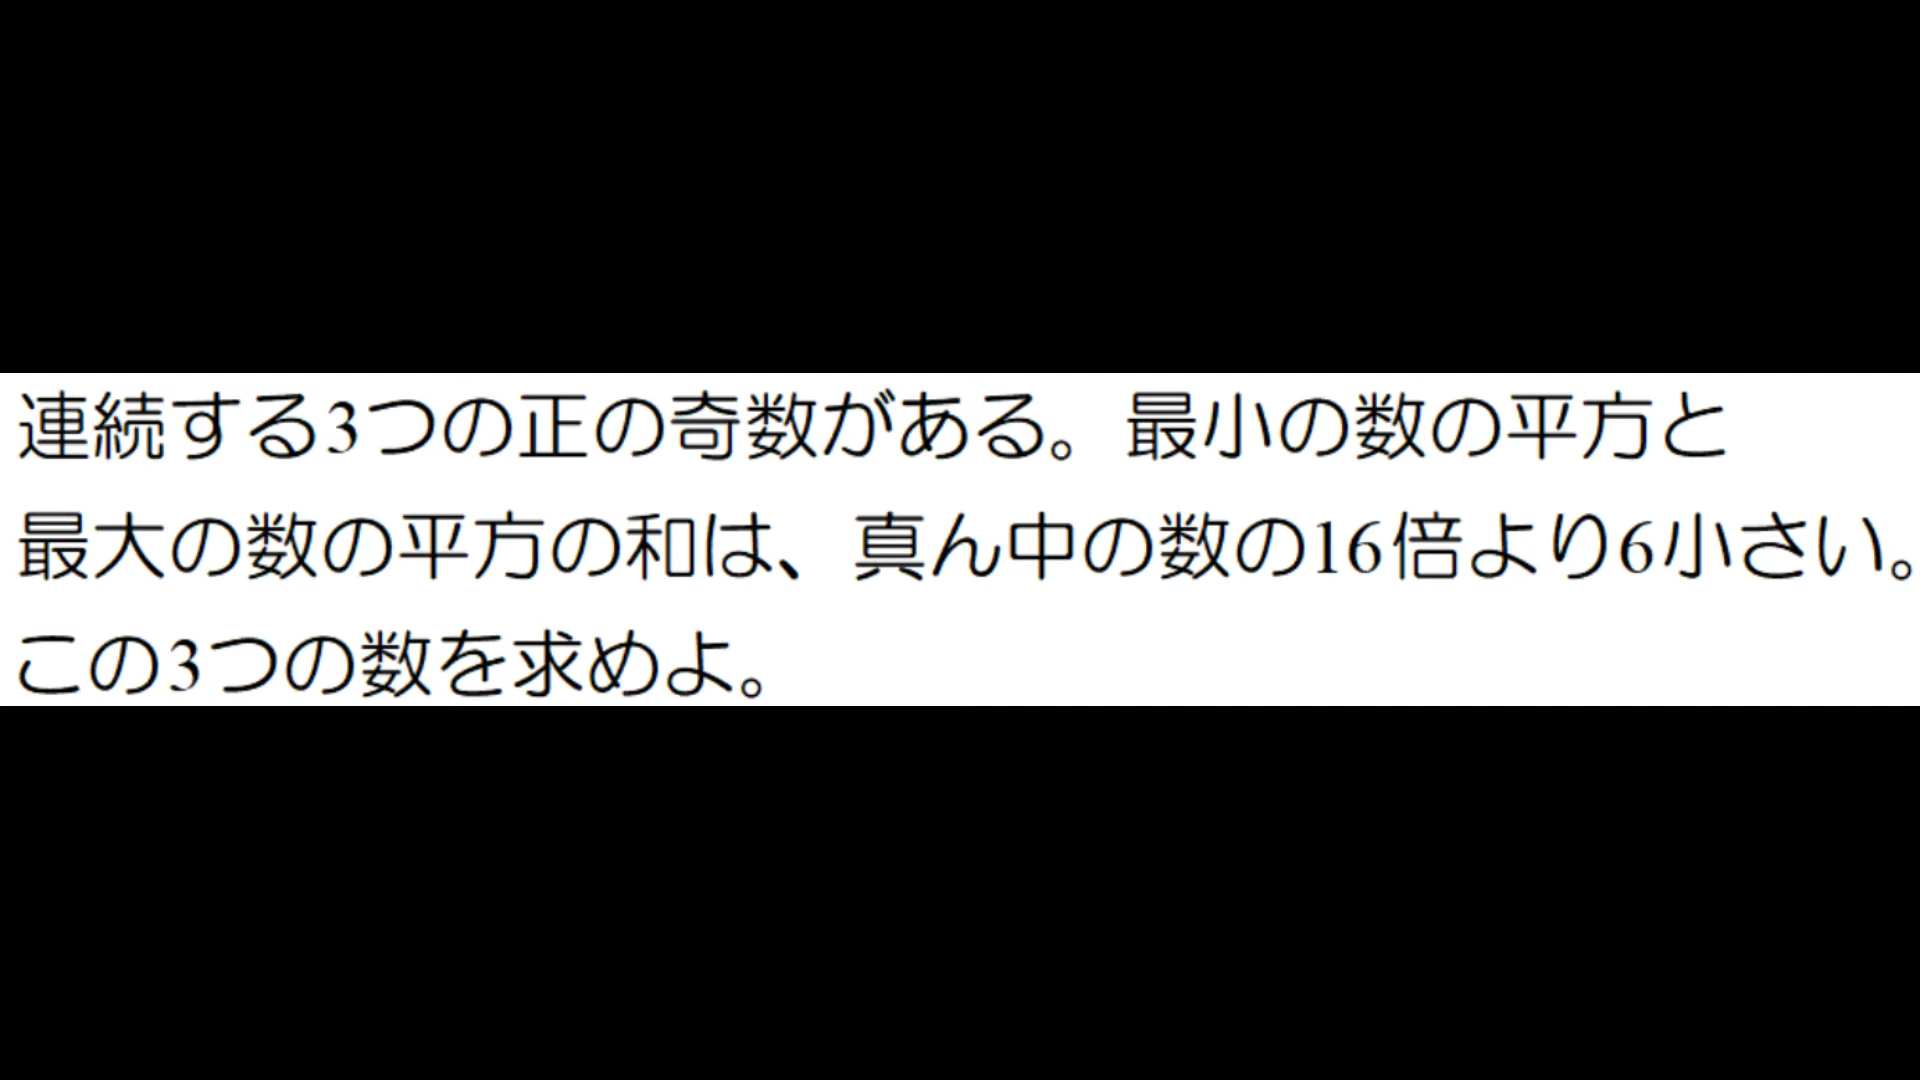 連続する3つの正の奇数がある。最小の数の平方と
最大の数の平方の和は、真ん中の数の16倍より6小さい。
この3つの数を求めよ。